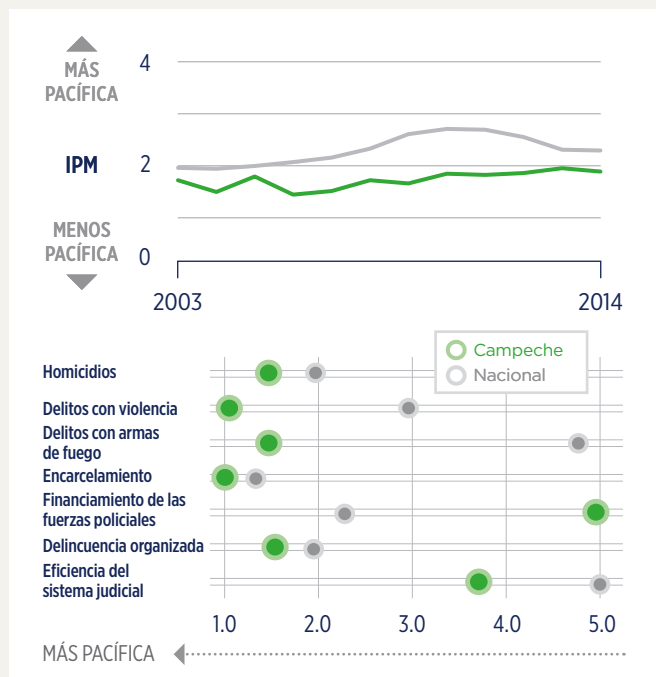 4
MÁS
PACÍFICA
IPM
2
MENOS
PACÍFICA
0
2003
2014
Campeche
Nacional
Homicidios
Delitos con violencia
Delitos con armas
de fuego
Encarcelamiento
Financiamiento de las
fuerzas policiales
Delincuencia organizada
Eficiencia del
sistema judicial
1.0 2.0 3.0 4.0 5.0
MÁS PACÍFICA